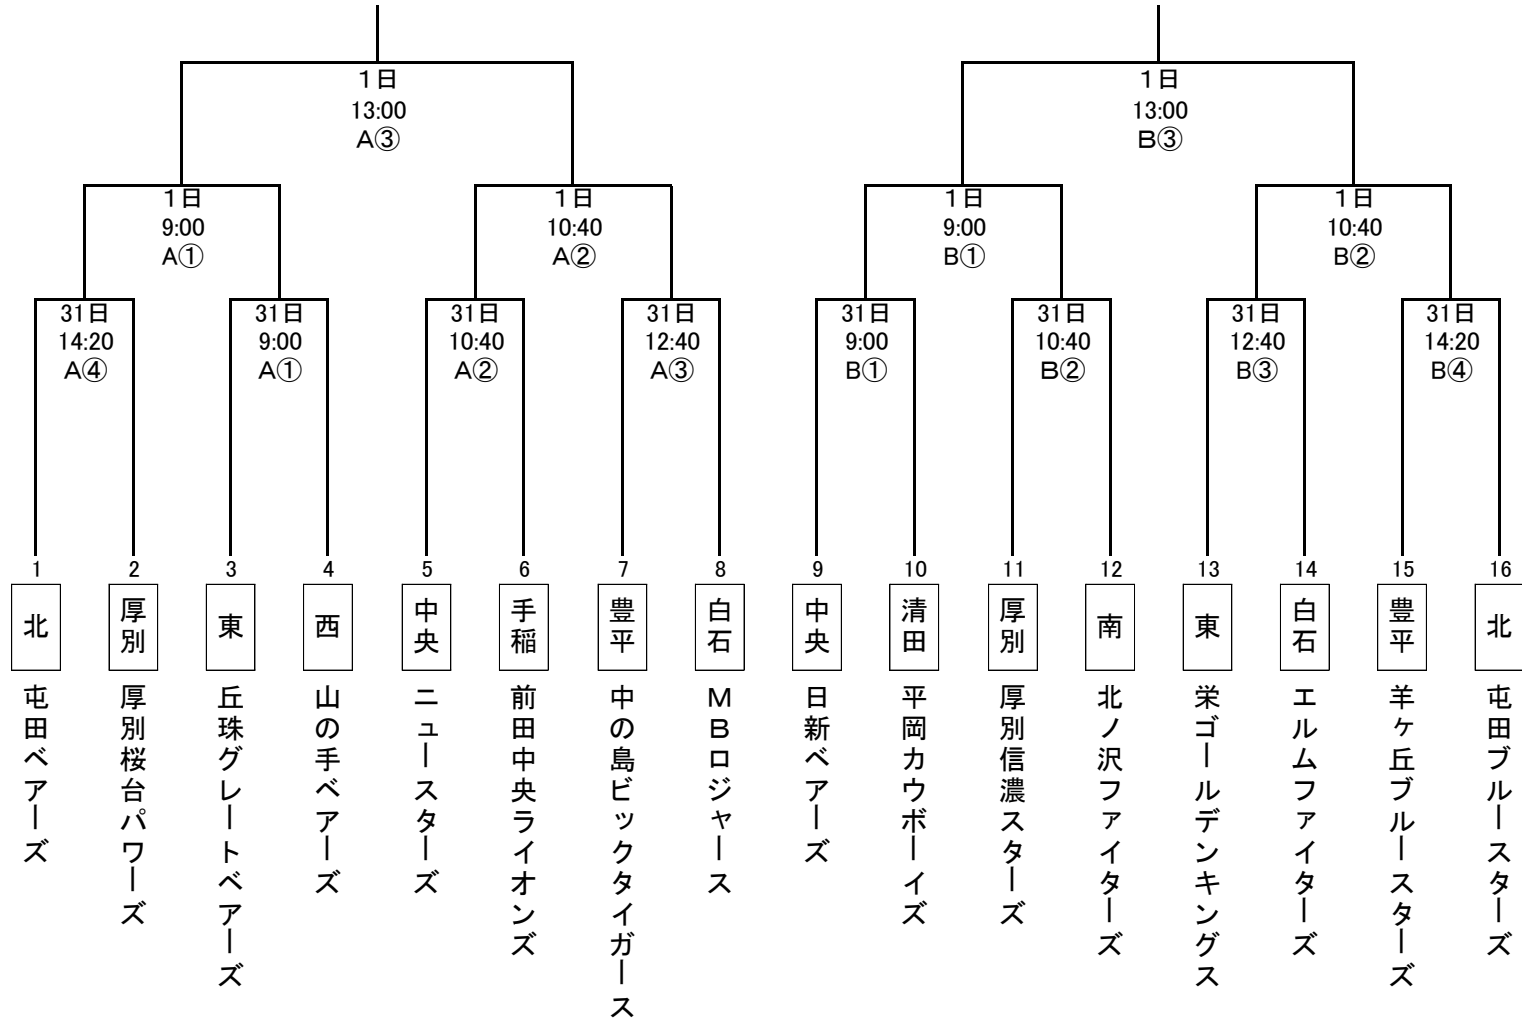 1日
13:00
A③
1日
13:00
B③
1日
9:00
A①
1日
10:40
A②
1日
9:00
B①
1日
10:40
B②
31日
14:20
A④
31日
9:00
A①
31日
10:40
A②
31日
12:40
A③
31日
9:00
B①
31日
10:40
B②
31日
12:40
B③
31日
14:20
B④
1 2 3 4 5 6 7 8 9 10 11 12 13 14 15 16
北
厚別
東
西
中央
手稲
豊平
白石
中央
清田
厚別
南
東
白石
豊平
北
屯田ベアーズ
厚別桜台パワーズ
丘珠グレートベアーズ
山の手ベアーズ
ニュースターズ
前田中央ライオンズ
中の島ビックタイガース
MBロジャース
日新ベアーズ
平岡カウボーイズ
厚別信濃スターズ
北ノ沢ファイターズ
栄ゴールデンキングス
エルムファイターズ
羊ヶ丘ブルースターズ
屯田ブルースターズ